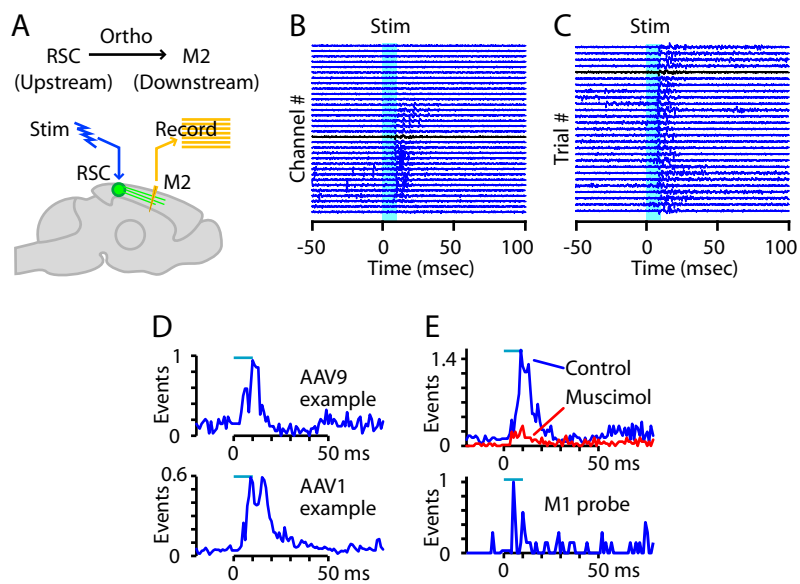 A
Ortho
RSC
M2
(Upstream)
(Downstream)
Stim
Record
RSC
M2
B
Stim
Channel #
-50
0
50
100
Time (msec)
C
Stim
Trial #
-50
0
50
100
Time (msec)
D
1
Events
0
AAV9
example
0
50 ms
0.6
Events
0
AAV1
example
0
50 ms
E
1.4
Events
0
Control
Muscimol
0
50 ms
1
Events
0
M1 probe
0
50 ms